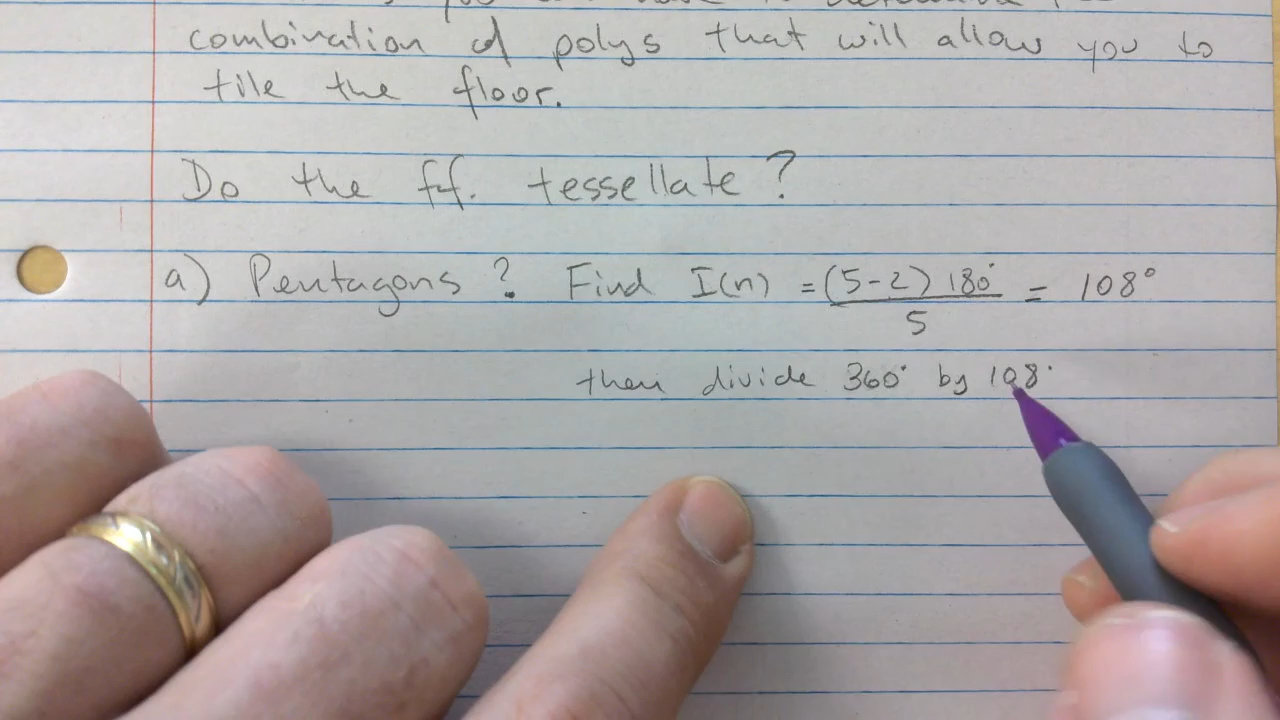 combination of polys that will allow you to
tile the floor.
Do the ff. tessellate?
a) Pentagons? Find I(n) = (5-2) 180° / 5 = 108°
then divide 360° by 108°